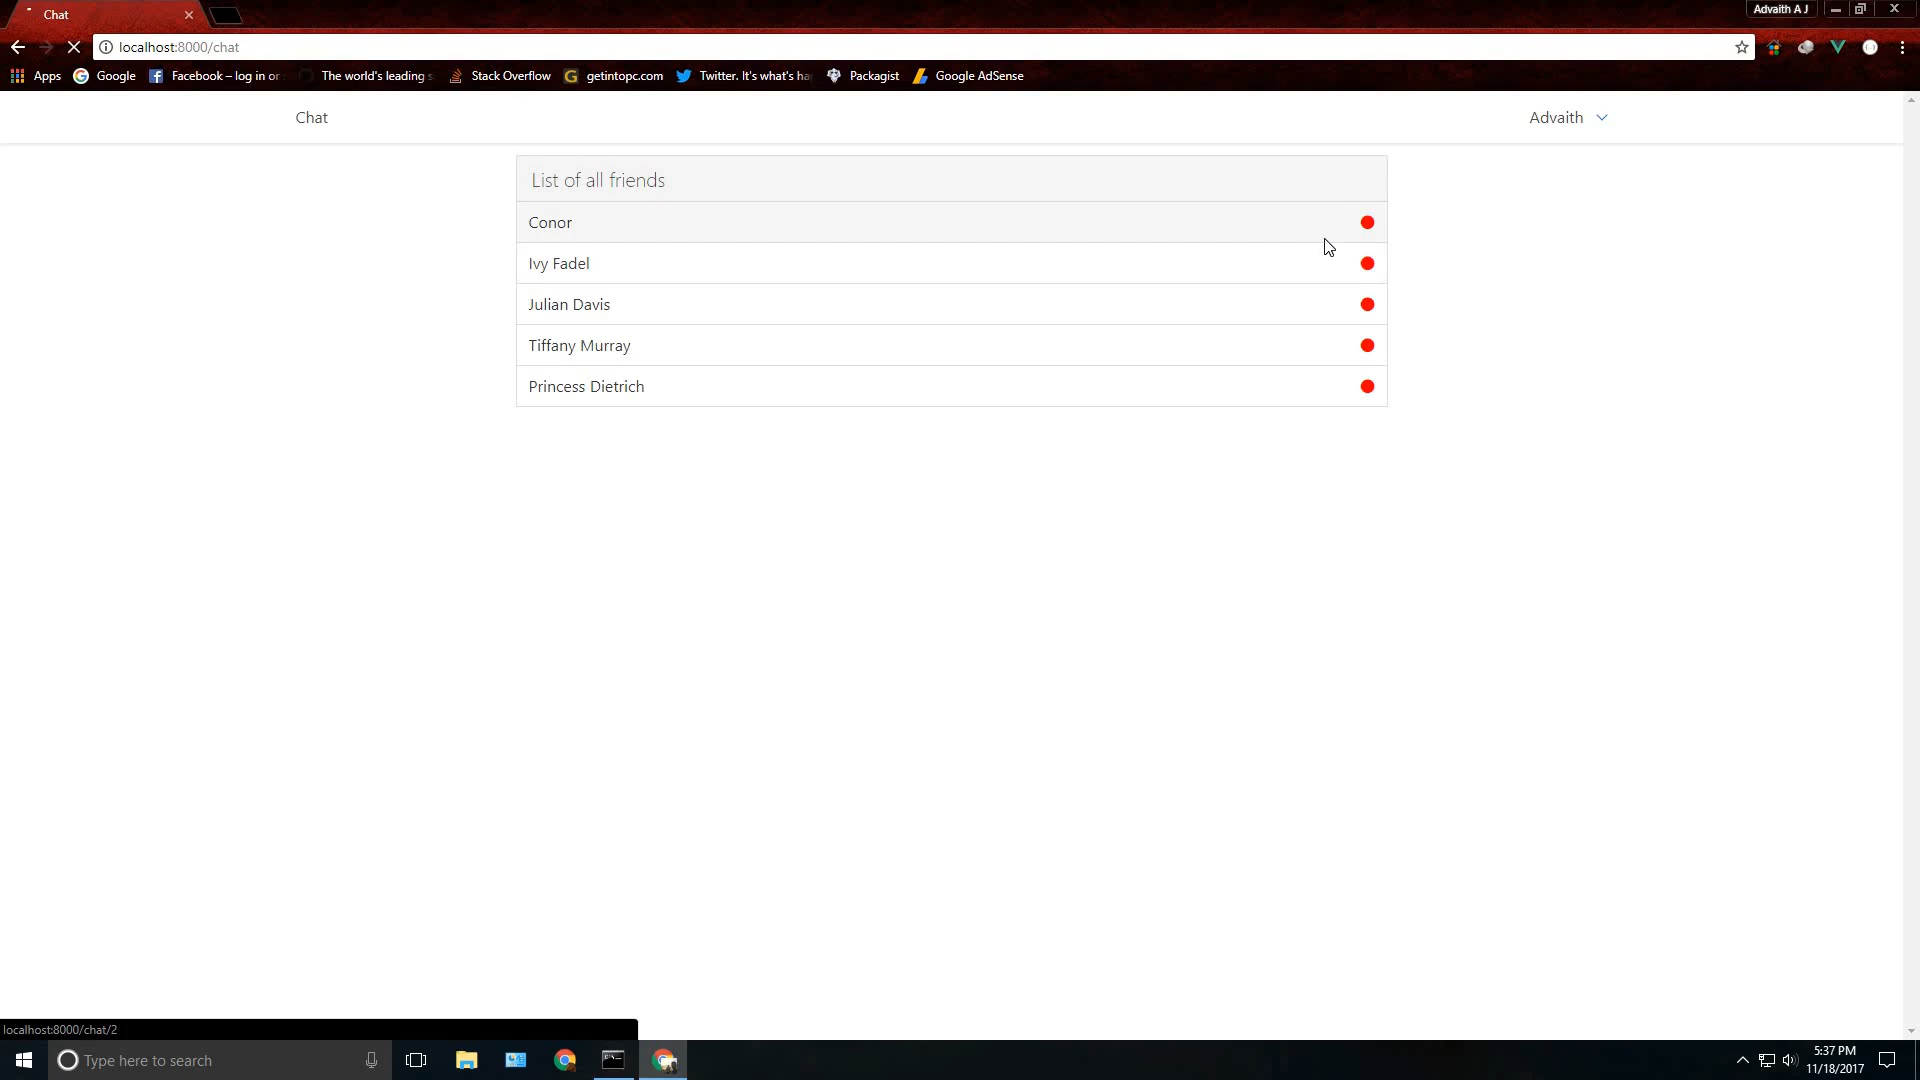 Chat
Advaith A J
localhost:8000/chat
Apps Google Facebook – log in or The world's leading s Stack Overflow getintopc.com Twitter. It's what's ha Packagist Google AdSense
Chat Advaith
List of all friends
Conor
Ivy Fadel
Julian Davis
Tiffany Murray
Princess Dietrich
localhost:8000/chat/2
Type here to search
5:37 PM
11/18/2017